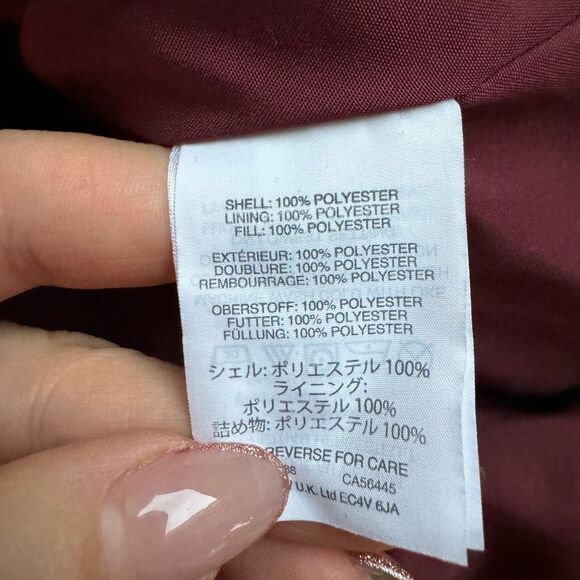 SHELL: 100% POLYESTER
LINING: 100% POLYESTER
FILL: 100% POLYESTER
EXTÉRIEUR: 100% POLYESTER
DOUBLURE: 100% POLYESTER
REMBOURRAGE: 100% POLYESTER
OBERSTOFF: 100% POLYESTER
FUTTER: 100% POLYESTER
FÜLLUNG: 100% POLYESTER
シェル: ポリエステル 100%
ライニング:
ポリエステル 100%
詰め物: ポリエステル 100%
REVERSE FOR CARE
CA56445
U.K. Ltd EC4V 6JA